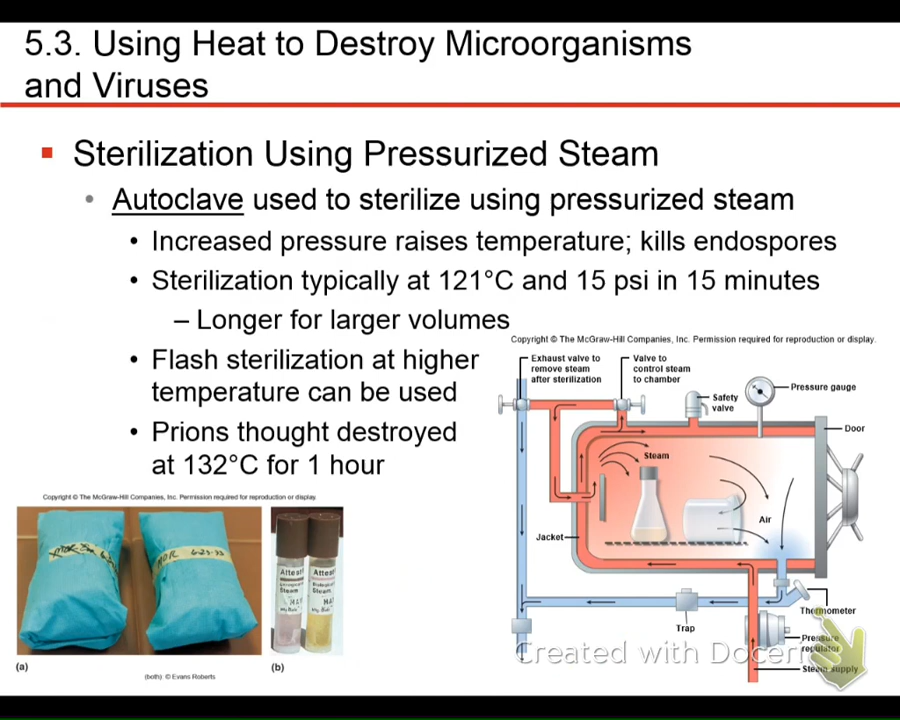 5.3. Using Heat to Destroy Microorganisms
and Viruses
Sterilization Using Pressurized Steam
Autoclave used to sterilize using pressurized steam
Increased pressure raises temperature; kills endospores
Sterilization typically at 121°C and 15 psi in 15 minutes
– Longer for larger volumes
Flash sterilization at higher
temperature can be used
Prions thought destroyed
at 132°C for 1 hour
Copyright © The McGraw-Hill Companies, Inc. Permission required for reproduction or display.
Exhaust valve to
remove steam
after sterilization
Valve to
control steam
to chamber
Safety
valve
Pressure gauge
Door
Steam
Air
Jacket
Thermometer
Trap
Pressure
regulator
Steam supply
Created with Doceri
Copyright © The McGraw-Hill Companies, Inc. Permission required for reproduction or display.
Attest
Attest
Steam
Steam
(a)
(b)
(both) © Evans Roberts